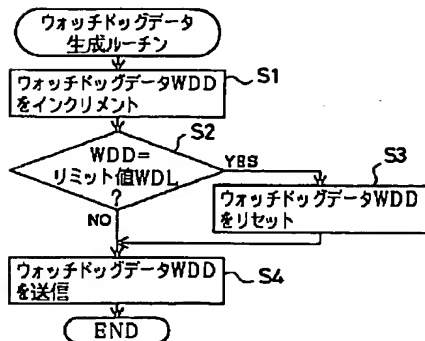 ウォッチドッグデータ
生成ルーチン
ウォッチドッグデータWDD
をインクリメント
S1
S2
WDD=
リミット値WDL
?
YES
NO
S3
ウォッチドッグデータWDD
をリセット
ウォッチドッグデータWDD
を送信
S4
END